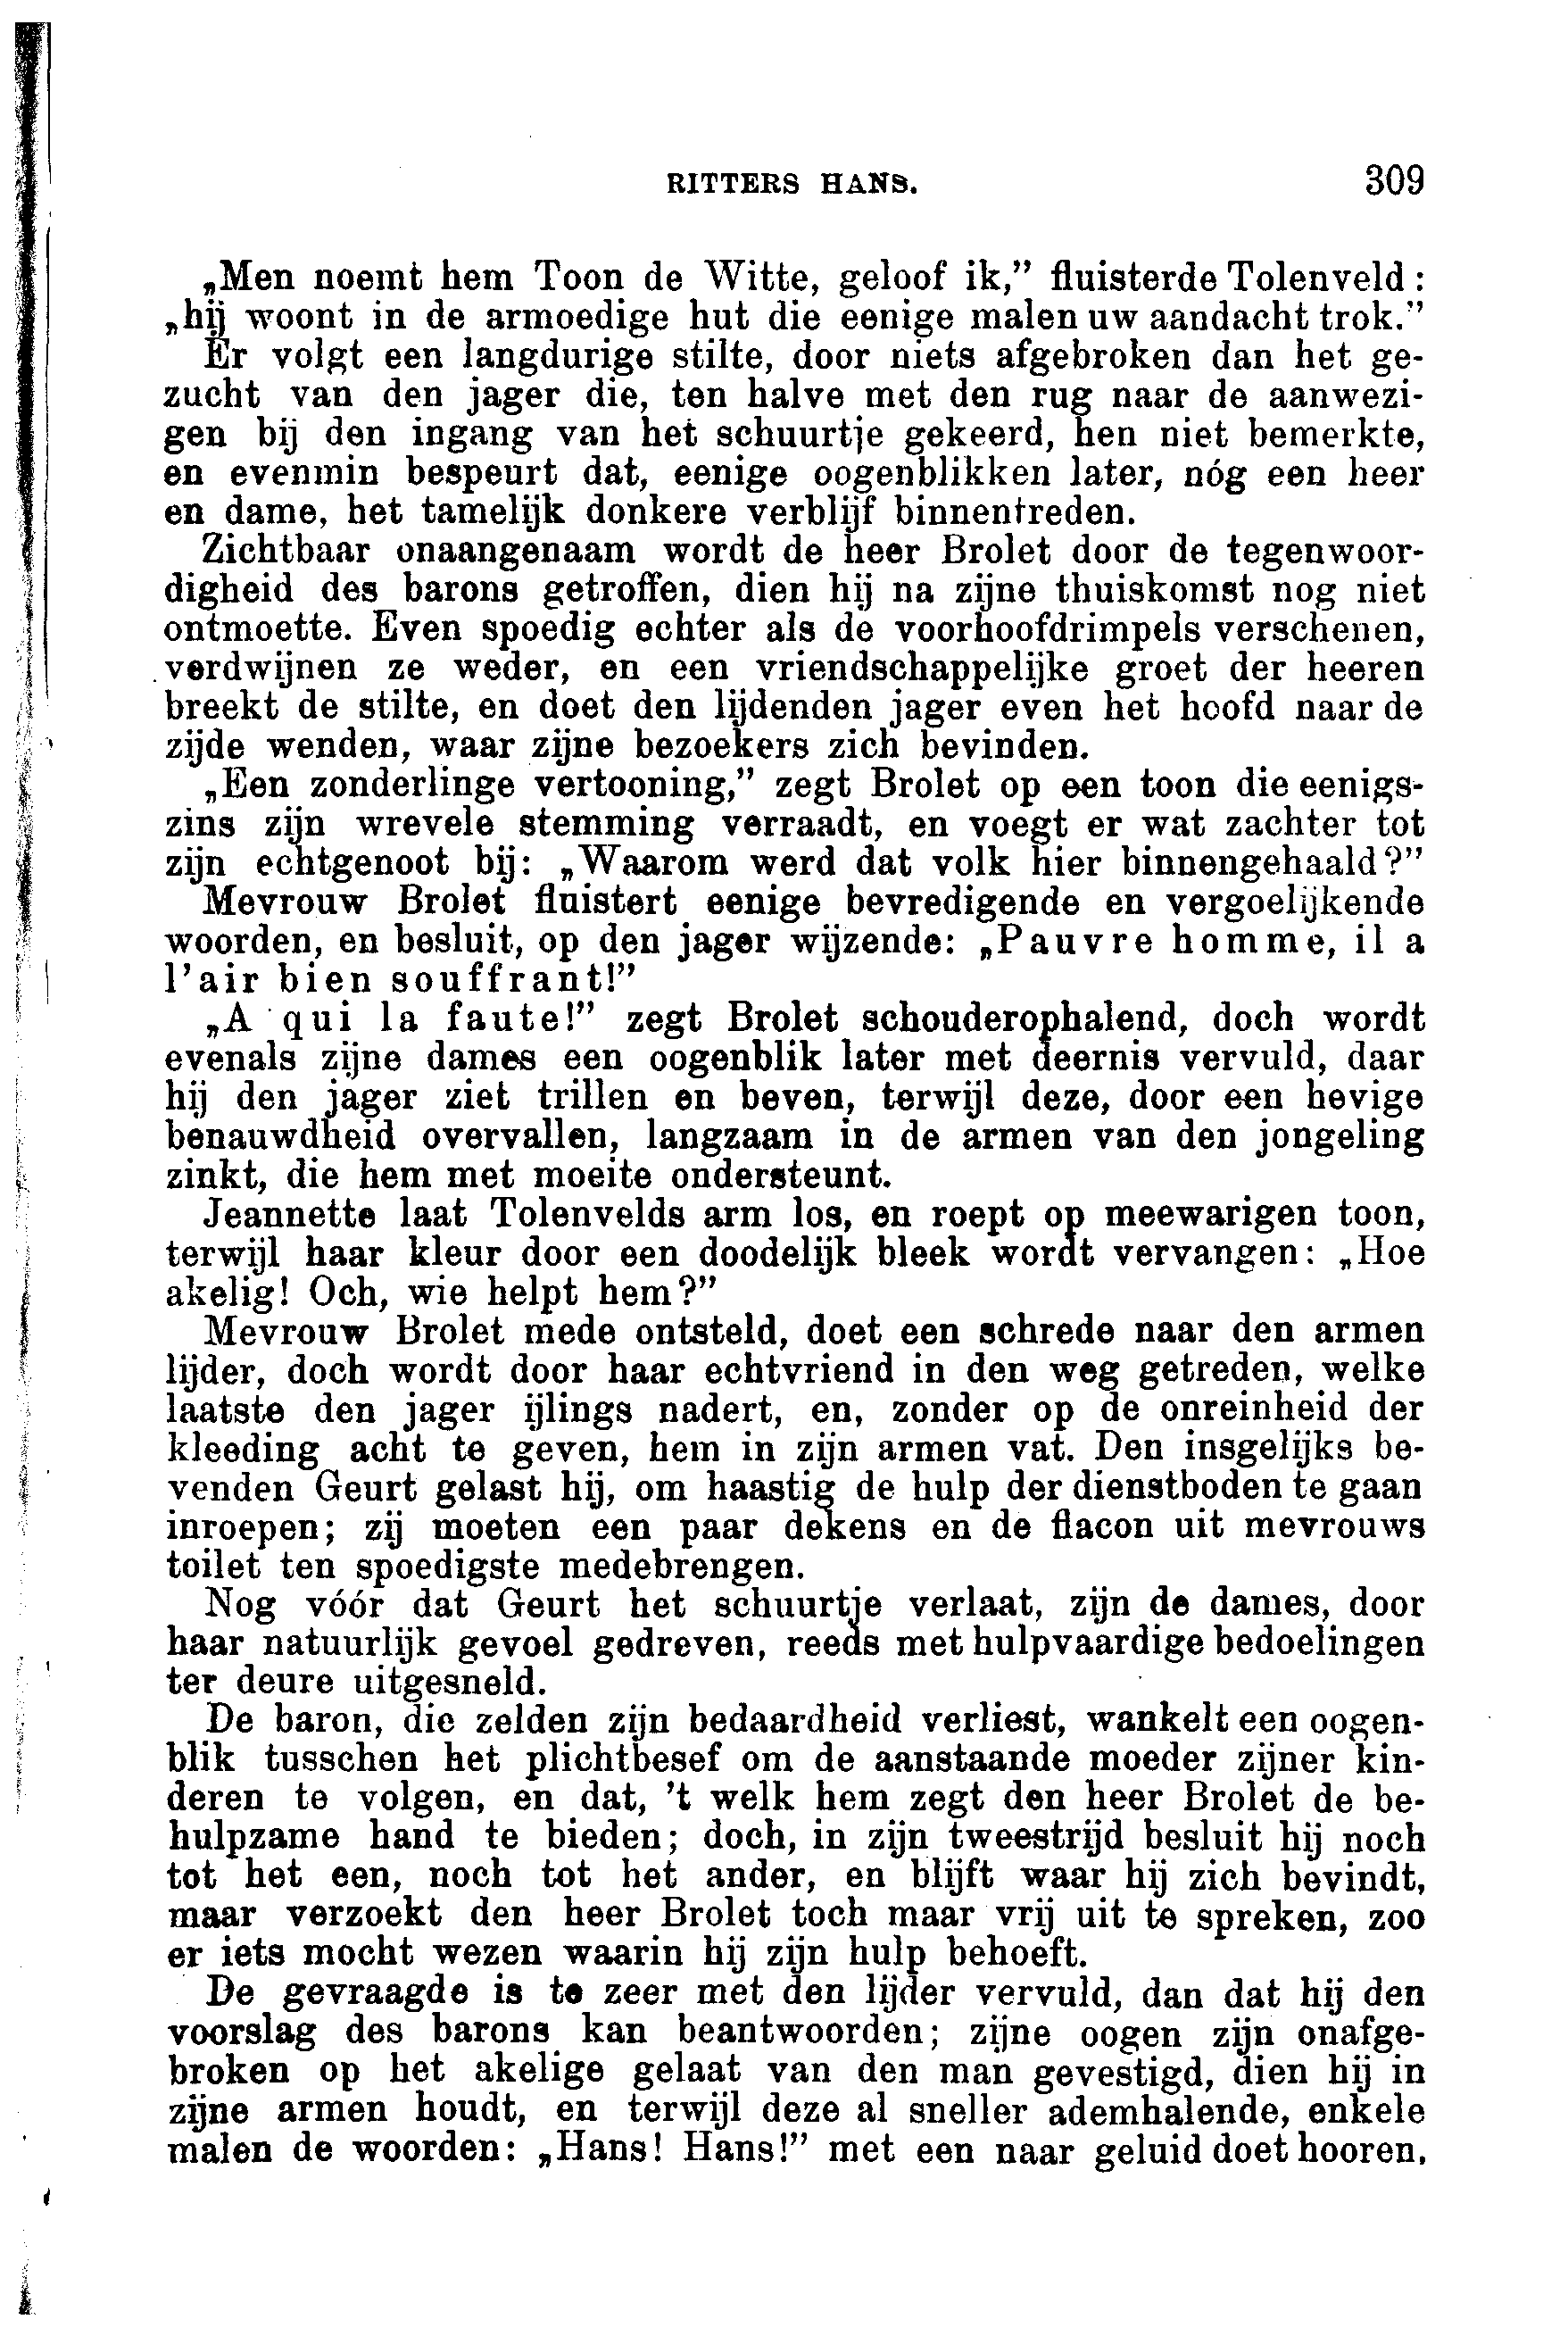 RITTERS HANS. 309
„Men noemt hem Toon de Witte, geloof ik,” fluisterde Tolenveld:
„hij woont in de armoedige hut die eenige malen uw aandacht trok.”
Er volgt een langdurige stilte, door niets afgebroken dan het ge-
zucht van den jager die, ten halve met den rug naar de aanwezi-
gen bij den ingang van het schuurtje gekeerd, hen niet bemerkte,
en evenmin bespeurt dat, eenige oogenblikken later, nóg een heer
en dame, het tamelijk donkere verblijf binnentreden.
Zichtbaar onaangenaam wordt de heer Brolet door de tegenwoor-
digheid des barons getroffen, dien hij na zijne thuiskomst nog niet
ontmoette. Even spoedig echter als de voorhoofdrimpels verschenen,
verdwijnen ze weder, en een vriendschappelijke groet der heeren
breekt de stilte, en doet den lijdenden jager even het hoofd naar de
zijde wenden, waar zijne bezoekers zich bevinden.
„Een zonderlinge vertooning,” zegt Brolet op een toon die eenigs-
zins zijn wrevele stemming verraadt, en voegt er wat zachter tot
zijn echtgenoot bij: „Waarom werd dat volk hier binnengehaald?”
Mevrouw Brolet fluistert eenige bevredigende en vergoelijkende
woorden, en besluit, op den jager wijzende: „Pauvre homme, il a
l'air bien souffrant!”
„A qui la faute!” zegt Brolet schouderophalend, doch wordt
evenals zijne dames een oogenblik later met deernis vervuld, daar
hij den jager ziet trillen en beven, terwijl deze, door een hevige
benauwdheid overvallen, langzaam in de armen van den jongeling
zinkt, die hem met moeite ondersteunt.
Jeannette laat Tolenvelds arm los, en roept op meewarigen toon,
terwijl haar kleur door een doodelijk bleek wordt vervangen: „Hoe
akelig! Och, wie helpt hem?”
Mevrouw Brolet mede ontsteld, doet een schrede naar den armen
lijder, doch wordt door haar echtvriend in den weg getreden, welke
laatste den jager ijlings nadert, en, zonder op de onreinheid der
kleeding acht te geven, hem in zijn armen vat. Den insgelijks be-
venden Geurt gelast hij, om haastig de hulp der dienstboden te gaan
inroepen; zij moeten een paar dekens en de flacon uit mevrouws
toilet ten spoedigste medebrengen.
Nog vóór dat Geurt het schuurtje verlaat, zijn de dames, door
haar natuurlijk gevoel gedreven, reeds met hulpvaardige bedoelingen
ter deure uitgesneld.
De baron, die zelden zijn bedaardheid verliest, wankelt een oogen-
blik tusschen het plichtbesef om de aanstaande moeder zijner kin-
deren te volgen, en dat, 't welk hem zegt den heer Brolet de be-
hulpzame hand te bieden; doch, in zijn tweestrijd besluit hij noch
tot het een, noch tot het ander, en blijft waar hij zich bevindt,
maar verzoekt den heer Brolet toch maar vrij uit te spreken, zoo
er iets mocht wezen waarin hij zijn hulp behoeft.
De gevraagde is te zeer met den lijder vervuld, dan dat hij den
voorslag des barons kan beantwoorden; zijne oogen zijn onafge-
broken op het akelige gelaat van den man gevestigd, dien hij in
zijne armen houdt, en terwijl deze al sneller ademhalende, enkele
malen de woorden: „Hans! Hans!” met een naar geluid doet hooren,